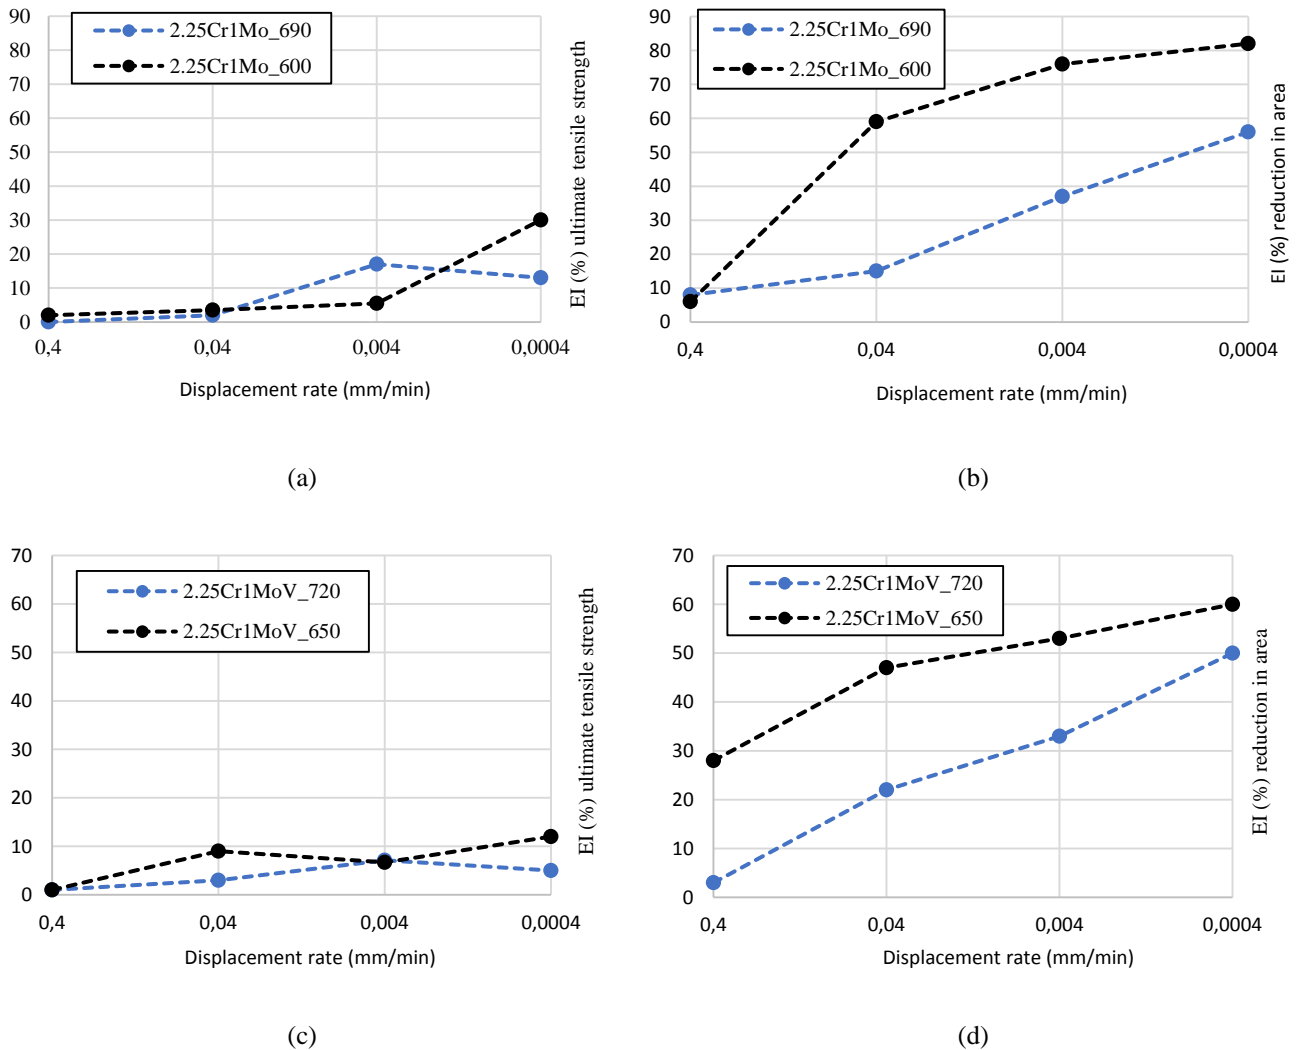 90
80
70
60
50
40
30
20
10
0
2.25Cr1Mo_690
2.25Cr1Mo_600
0,4
0,04
0,004
0,0004
Displacement rate (mm/min)
EI (%) ultimate tensile strength
(a)
90
80
70
60
50
40
30
20
10
0
2.25Cr1Mo_690
2.25Cr1Mo_600
0,4
0,04
0,004
0,0004
Displacement rate (mm/min)
EI (%) reduction in area
(b)
70
60
50
40
30
20
10
0
2.25Cr1MoV_720
2.25Cr1MoV_650
0,4
0,04
0,004
0,0004
Displacement rate (mm/min)
EI (%) ultimate tensile strength
(c)
70
60
50
40
30
20
10
0
2.25Cr1MoV_720
2.25Cr1MoV_650
0,4
0,04
0,004
0,0004
Displacement rate (mm/min)
EI (%) reduction in area
(d)